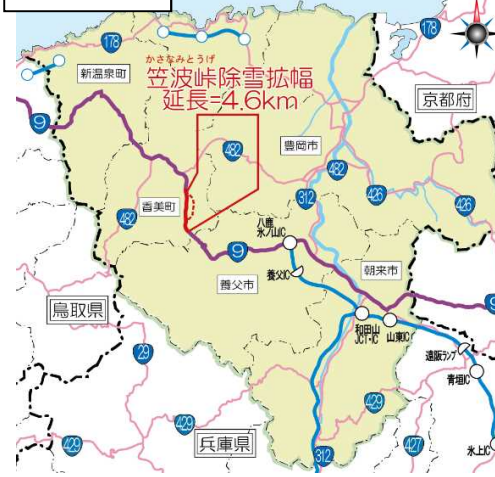 178
178
新温泉町
かさなみとうげ
笠波峠除雪拡幅
延長=4.6km
京都府
9
482
豊岡市
482
426
426
312
香美町
482
八鹿
氷ノ山IC
9
養父IC
養父市
朝来市
9
鳥取県
和田山
JCT・IC
山東IC
遠阪ランプ
青垣IC
29
429
429
429
427
兵庫県
312
氷上IC